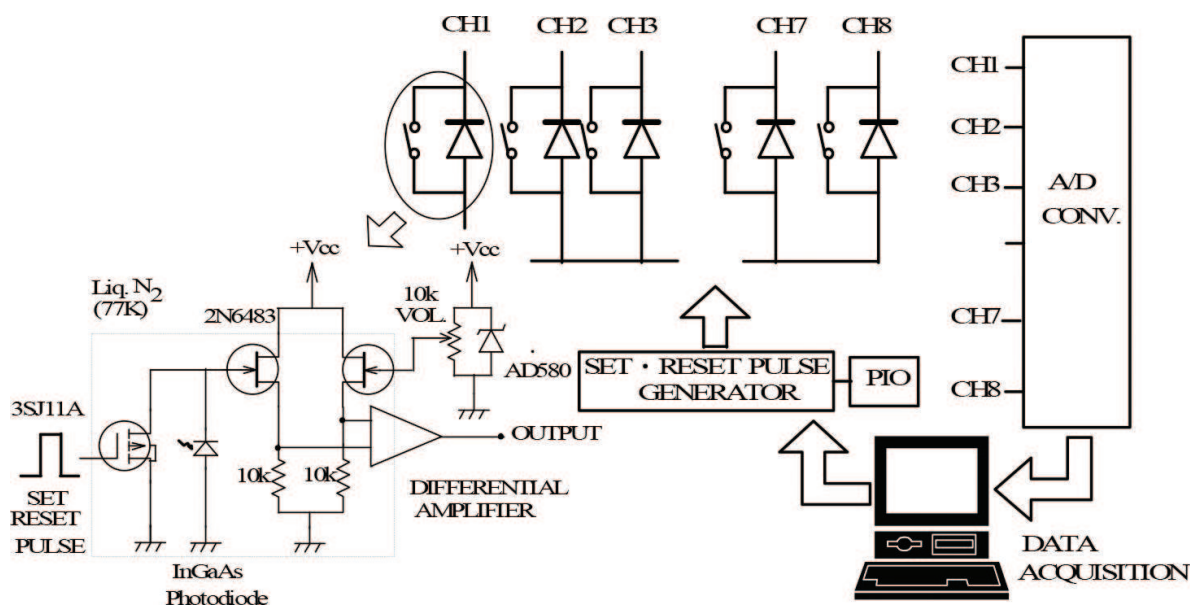 CH1
CH2
CH3
CH7
CH8
CH1
CH2
CH3
CH7
CH8
A/D
CONV.
+Vcc
+Vcc
Liq. N2
(77K)
2N6483
10k
VOL.
AD580
3SJ11A
SET
RESET
PULSE
10k
10k
OUTPUT
DIFFERENTIAL
AMPLIFIER
InGaAs
Photodiode
SET・RESET PULSE
GENERATOR
PIO
DATA
ACQUISITION